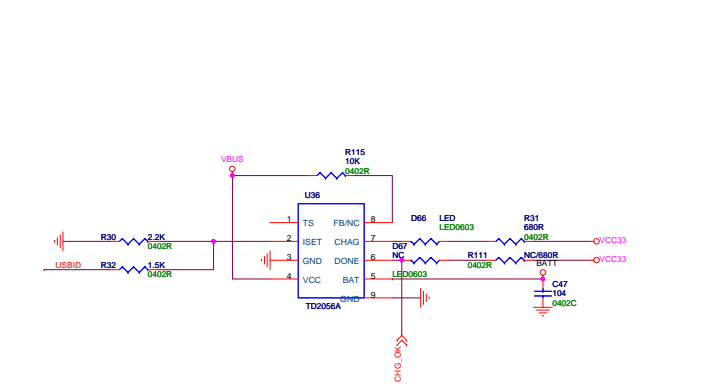 R115
10K
0402R
VBUS
U36
1 TS FB/NC 8
2 ISET CHAG 7
3 GND DONE 6
4 VCC BAT 5
GND 9
TD2056A
R30 2.2K
0402R
USBID R32 1.5K
0402R
D66 LED
LED0603
R31
680R
0402R
VCC33
D67
NC
LED0603
R111
0402R
NC/680R
VCC33
BATT
C47
104
0402C
CHG_OK